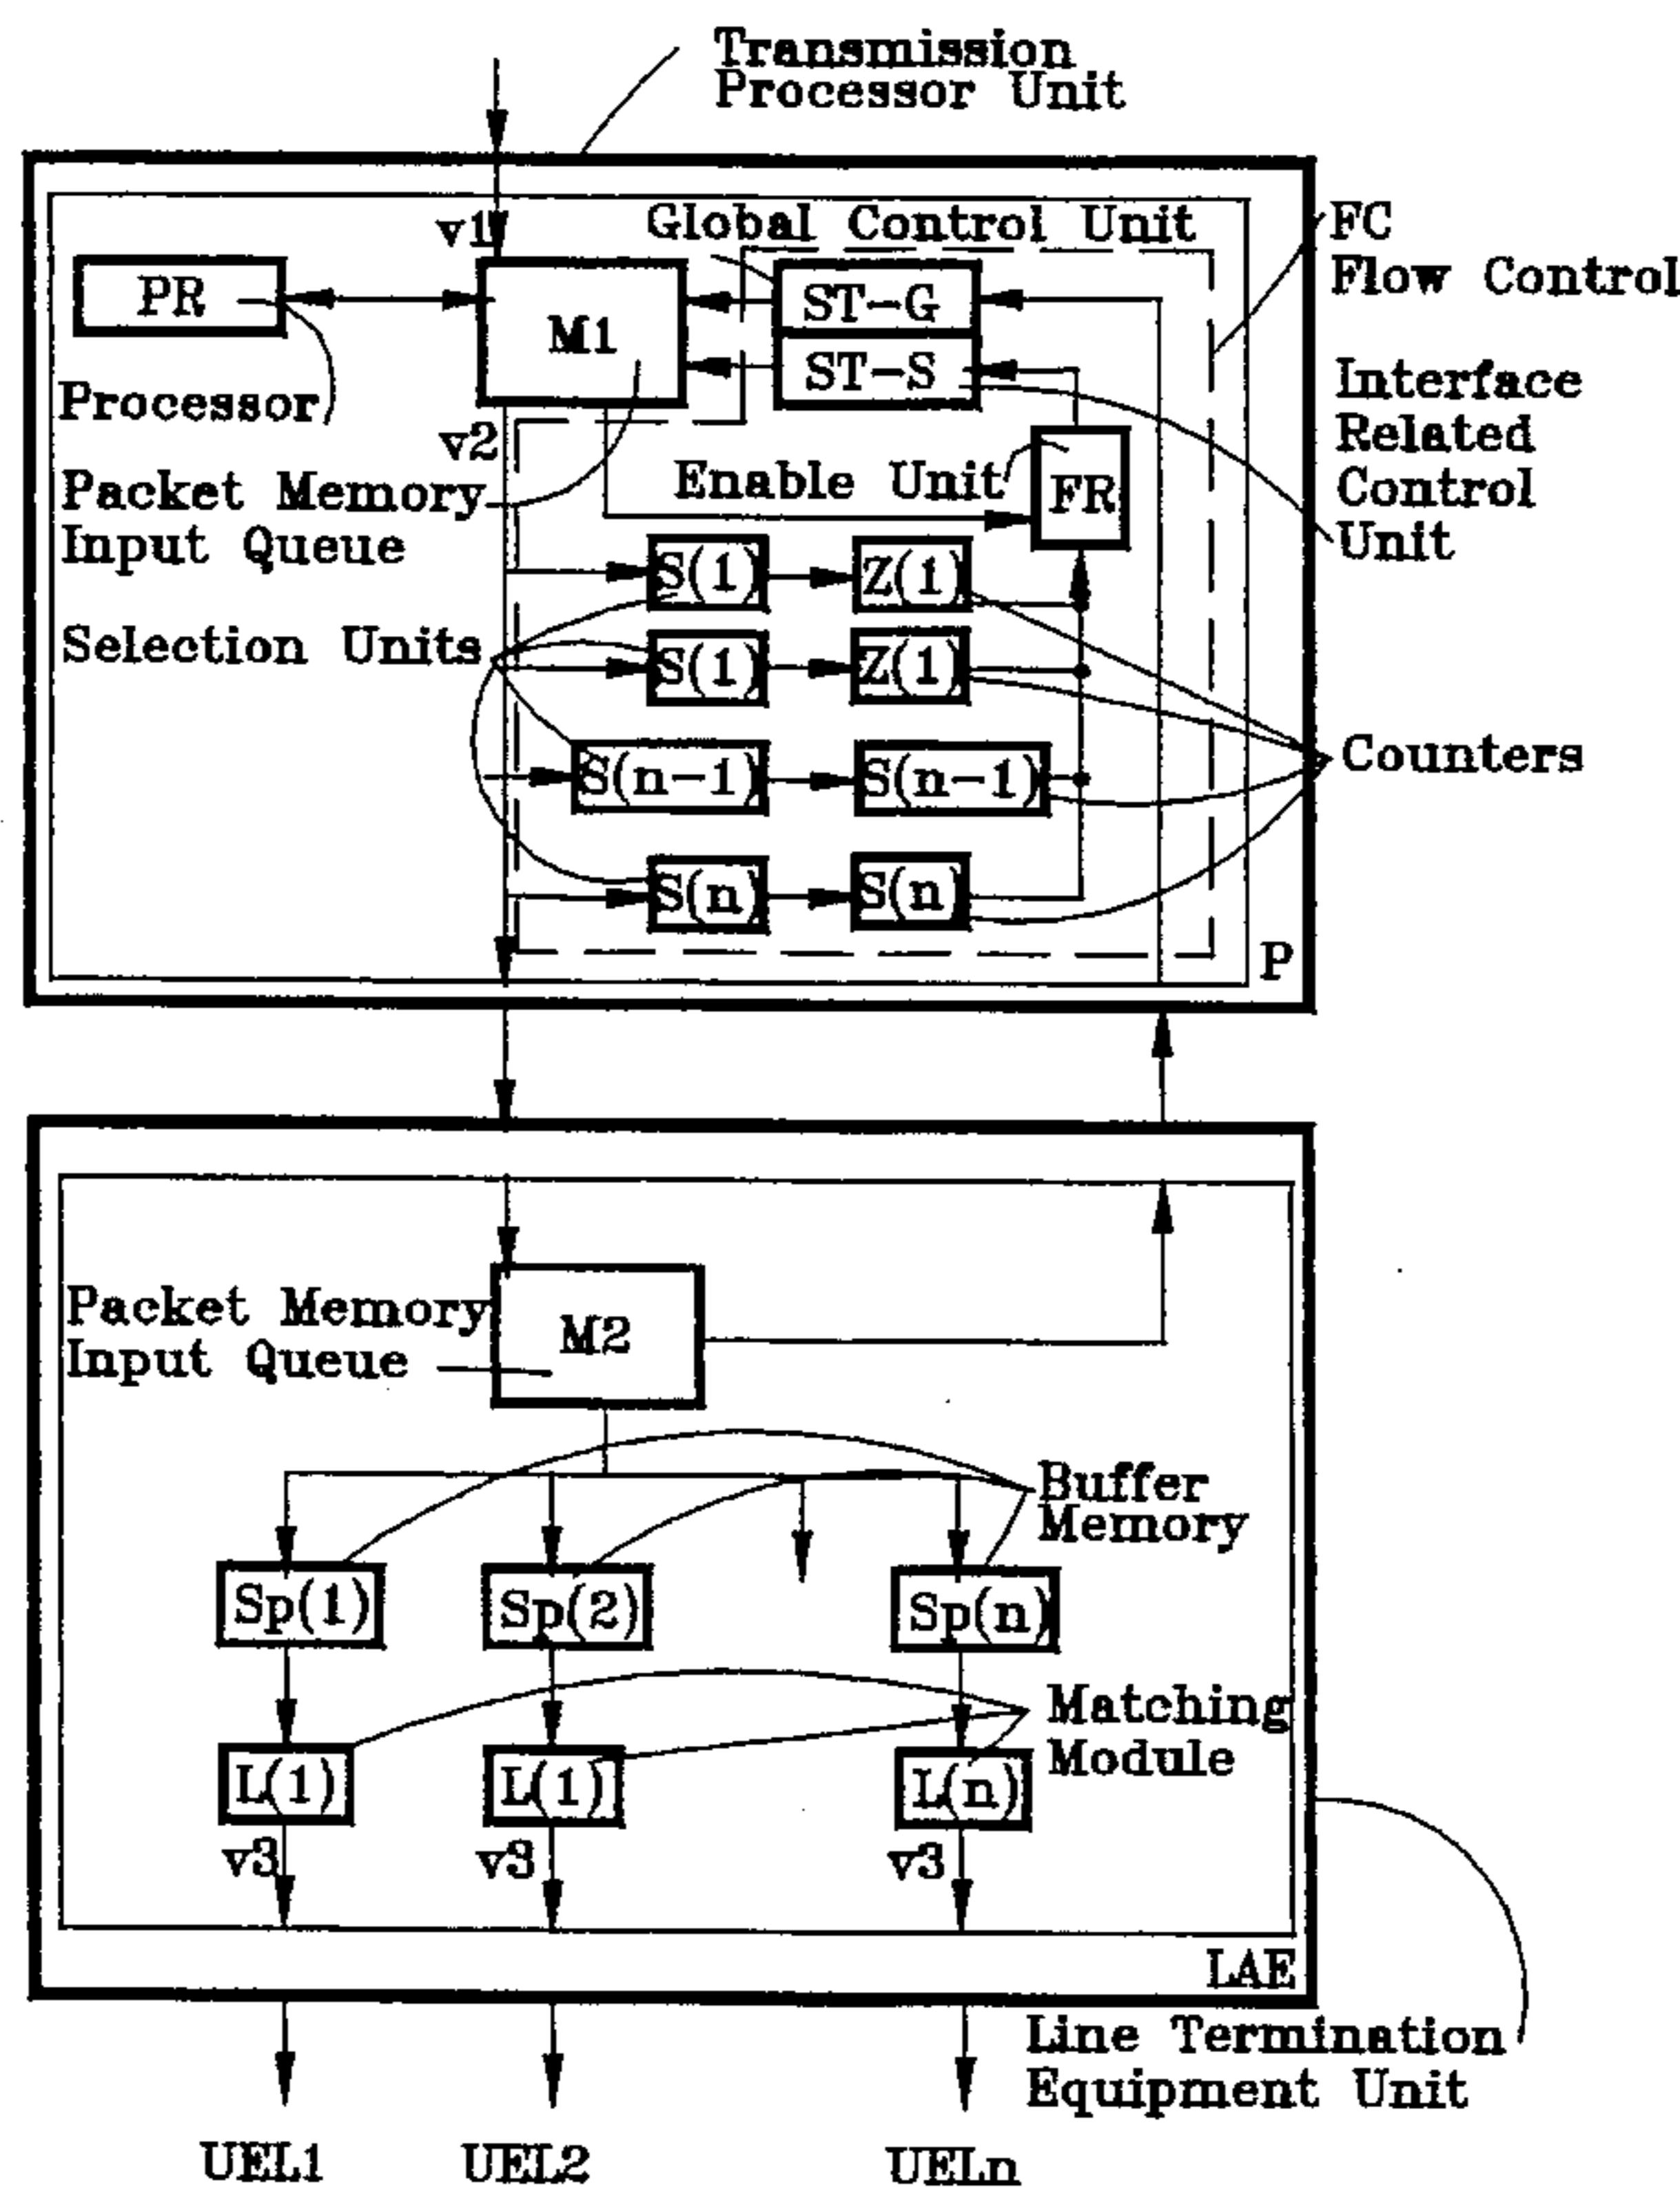 Transmission
Processor Unit
v1
Global Control Unit
FC
Flow Control
PR
M1
ST-G
ST-S
Interface
Related
Control
Unit
Processor
v2
Packet Memory
Input Queue
Enable Unit
FR
S(1)
Z(1)
Selection Units
S(1)
Z(1)
S(n-1)
S(n-1)
Counters
S(n)
S(n)
P
Packet Memory
Input Queue
M2
Buffer
Memory
Sp(1)
Sp(2)
Sp(n)
Matching
Module
L(1)
L(1)
L(n)
v3
v3
v3
LAE
Line Termination
Equipment Unit
UEL1
UEL2
UELn